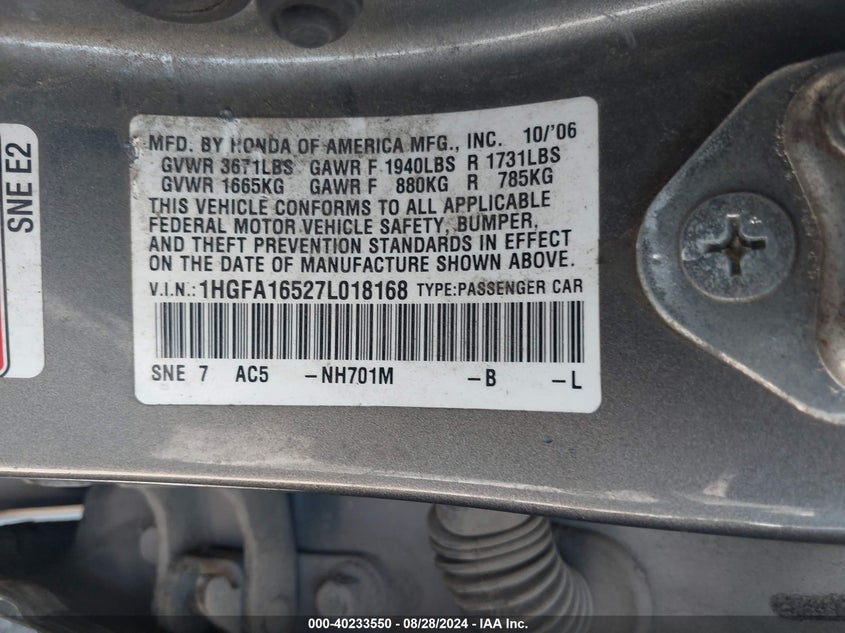 MFD. BY HONDA OF AMERICA MFG., INC. 10/'06
GVWR 3671LBS GAWR F 1940LBS R 1731LBS
GVWR 1665KG GAWR F 880KG R 785KG
THIS VEHICLE CONFORMS TO ALL APPLICABLE
FEDERAL MOTOR VEHICLE SAFETY, BUMPER,
AND THEFT PREVENTION STANDARDS IN EFFECT
ON THE DATE OF MANUFACTURE SHOWN ABOVE.
V.I.N.: 1HGFA16527L018168 TYPE:PASSENGER CAR
SNE 7 AC5 -NH701M -B -L
SNE E2
000-40233550 - 08/28/2024 - IAA Inc.